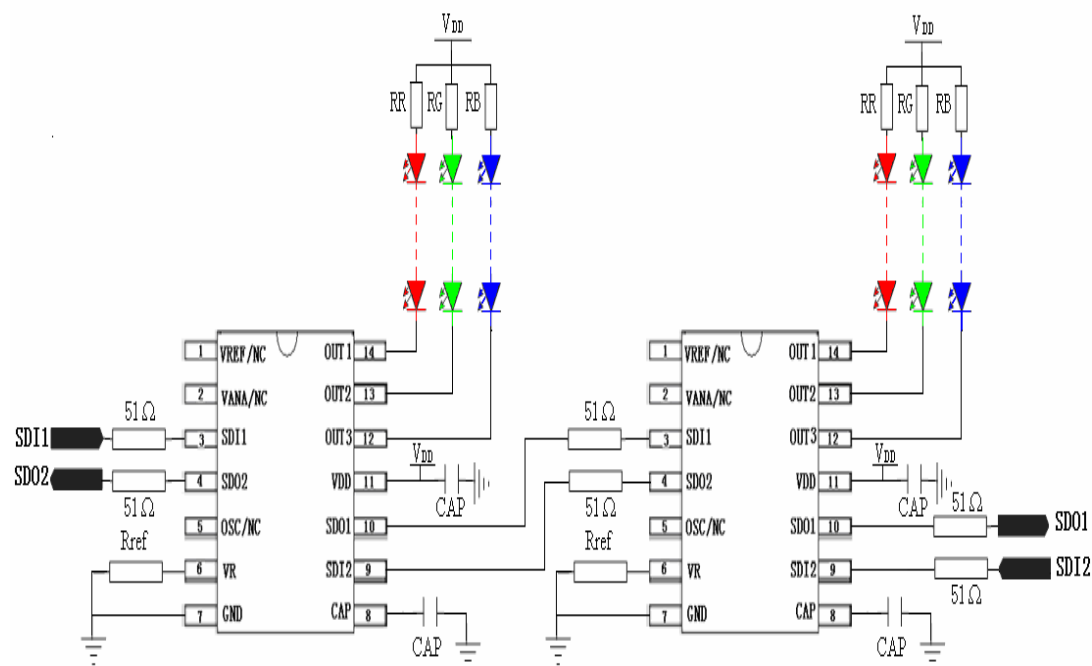 VDD VDD
RR RG RB RR RG RB
1 VREF/NC OUT1 14 1 VREF/NC OUT1 14
2 VANA/NC OUT2 13 2 VANA/NC OUT2 13
51Ω 51Ω
SDI1 3 SDI1 OUT3 12 3 SDI1 OUT3 12
VDD VDD
SDO2 4 SDO2 VDD 11 4 SDO2 VDD 11
51Ω CAP 51Ω CAP 51Ω
5 OSC/NC SDO1 10 5 OSC/NC SDO1 10 SDO1
Rref Rref
6 VR SDI2 9 6 VR SDI2 9 SDI2
51Ω
7 GND CAP 8 7 GND CAP 8
CAP CAP